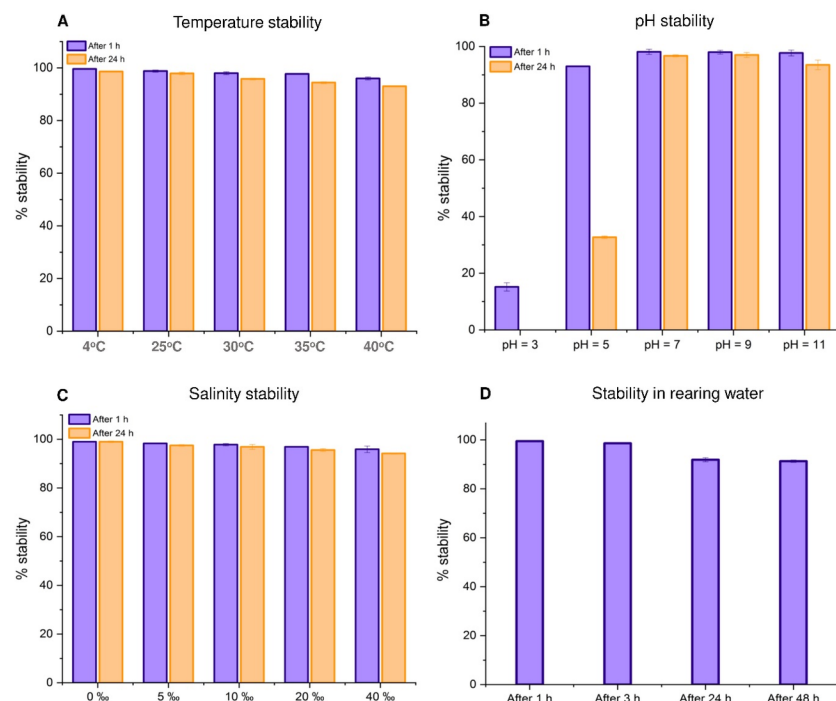 A
Temperature stability
After 1 h
After 24 h
100
80
60
40
20
0
% stability
4ºC 25ºC 30ºC 35ºC 40ºC
B
pH stability
After 1 h
After 24 h
100
80
60
40
20
0
% stability
pH = 3 pH = 5 pH = 7 pH = 9 pH = 11
C
Salinity stability
After 1 h
After 24 h
100
80
60
40
20
0
% stability
0 ‰ 5 ‰ 10 ‰ 20 ‰ 40 ‰
D
Stability in rearing water
100
80
60
40
20
0
% stability
After 1 h After 3 h After 24 h After 48 h